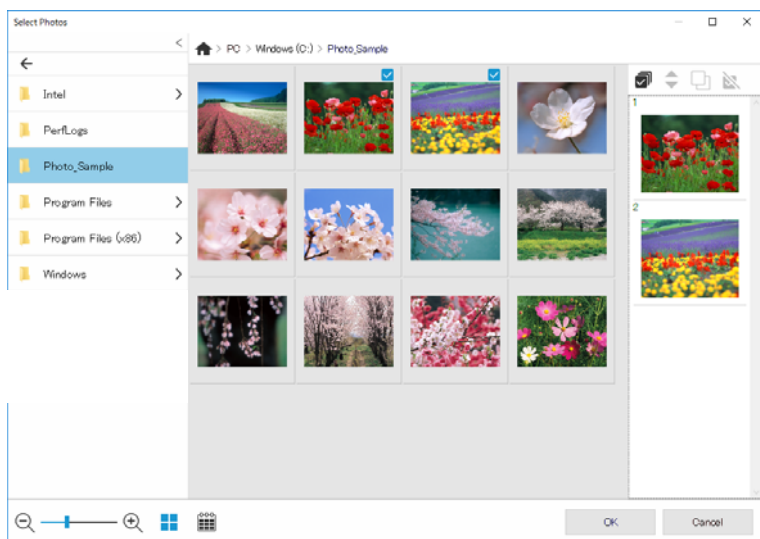 Select Photos
< 
PC > Windows (C:) > Photo_Sample
Intel
PerfLogs
Photo_Sample
Program Files
Program Files (x86)
Windows
1
2
OK
Cancel